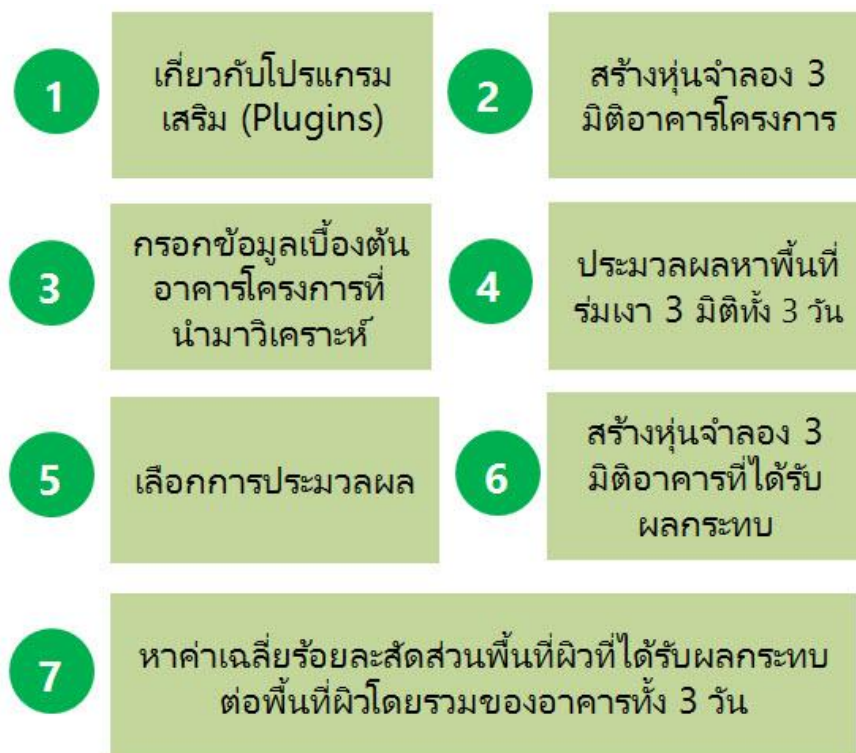 1
เกี่ยวกับโปรแกรม
เสริม (Plugins)
2
สร้างหุ่นจำลอง 3
มิติอาคารโครงการ
3
กรอกข้อมูลเบื้องต้น
อาคารโครงการที่
นำมาวิเคราะห์
4
ประมวลผลหาพื้นที่
ร่มเงา 3 มิติทั้ง 3 วัน
5
เลือกการประมวลผล
6
สร้างหุ่นจำลอง 3
มิติอาคารที่ได้รับ
ผลกระทบ
7
หาค่าเฉลี่ยร้อยละสัดส่วนพื้นที่ผิวที่ได้รับผลกระทบ
ต่อพื้นที่ผิวโดยรวมของอาคารทั้ง 3 วัน